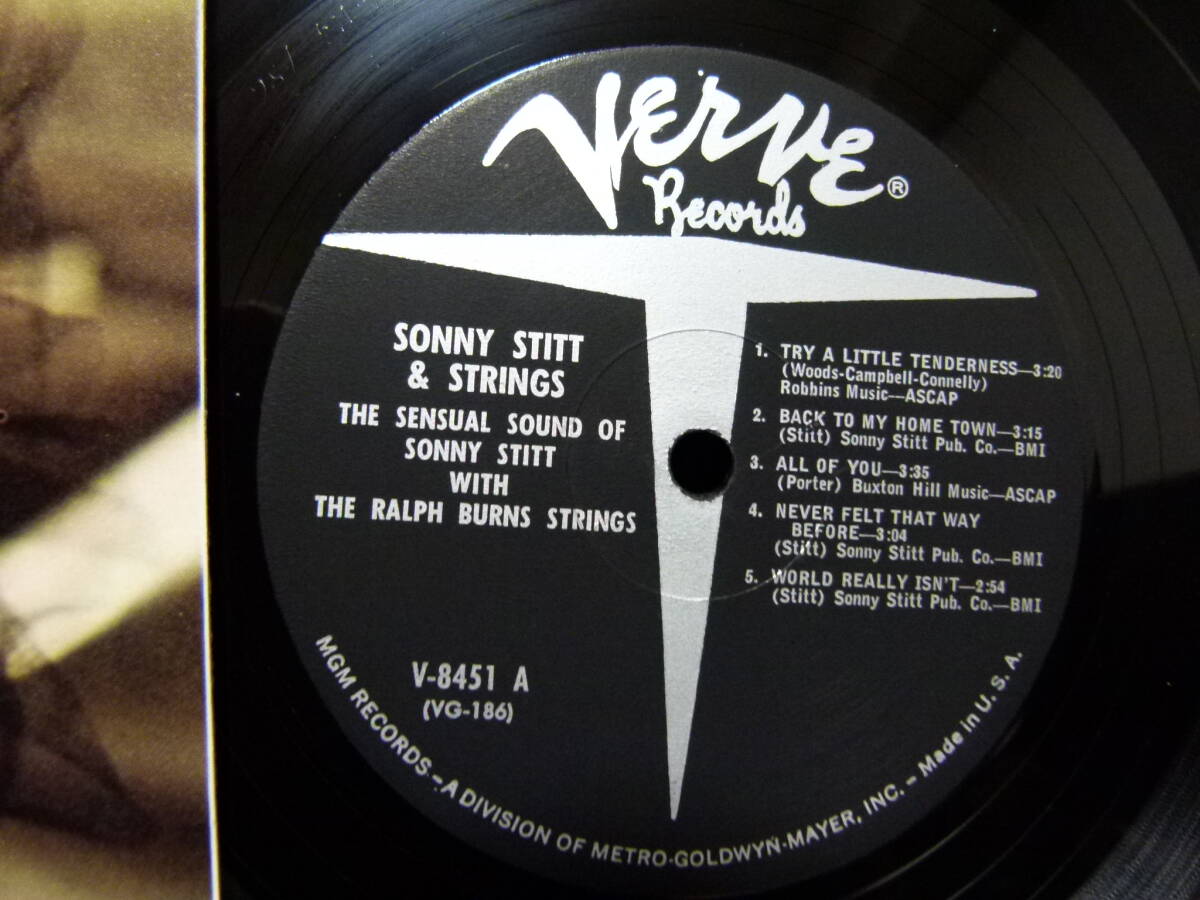 Verve ®
Records
SONNY STITT
& STRINGS
THE SENSUAL SOUND OF
SONNY STITT
WITH
THE RALPH BURNS STRINGS
1. TRY A LITTLE TENDERNESS—3:20
(Woods-Campbell-Connelly)
Robbins Music—ASCAP
2. BACK TO MY HOME TOWN—3:15
(Stitt) Sonny Stitt Pub. Co.—BMI
3. ALL OF YOU—3:35
(Porter) Buxton Hill Music—ASCAP
4. NEVER FELT THAT WAY
BEFORE—3:04
(Stitt) Sonny Stitt Pub. Co.—BMI
5. WORLD REALLY ISN'T—2:54
(Stitt) Sonny Stitt Pub. Co.—BMI
V-8451 A
(VG-186)
MGM RECORDS – A DIVISION OF METRO-GOLDWYN-MAYER, INC. – Made in U. S. A.